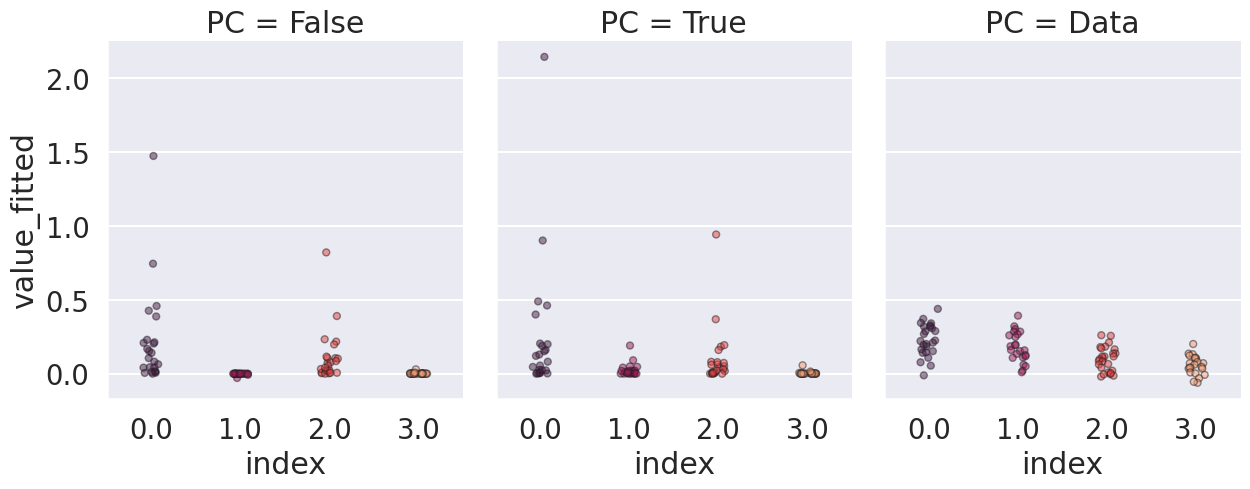 PC = False
PC = True
PC = Data
value_fitted
2.0
1.5
1.0
0.5
0.0
0.0 1.0 2.0 3.0
0.0 1.0 2.0 3.0
0.0 1.0 2.0 3.0
index
index
index